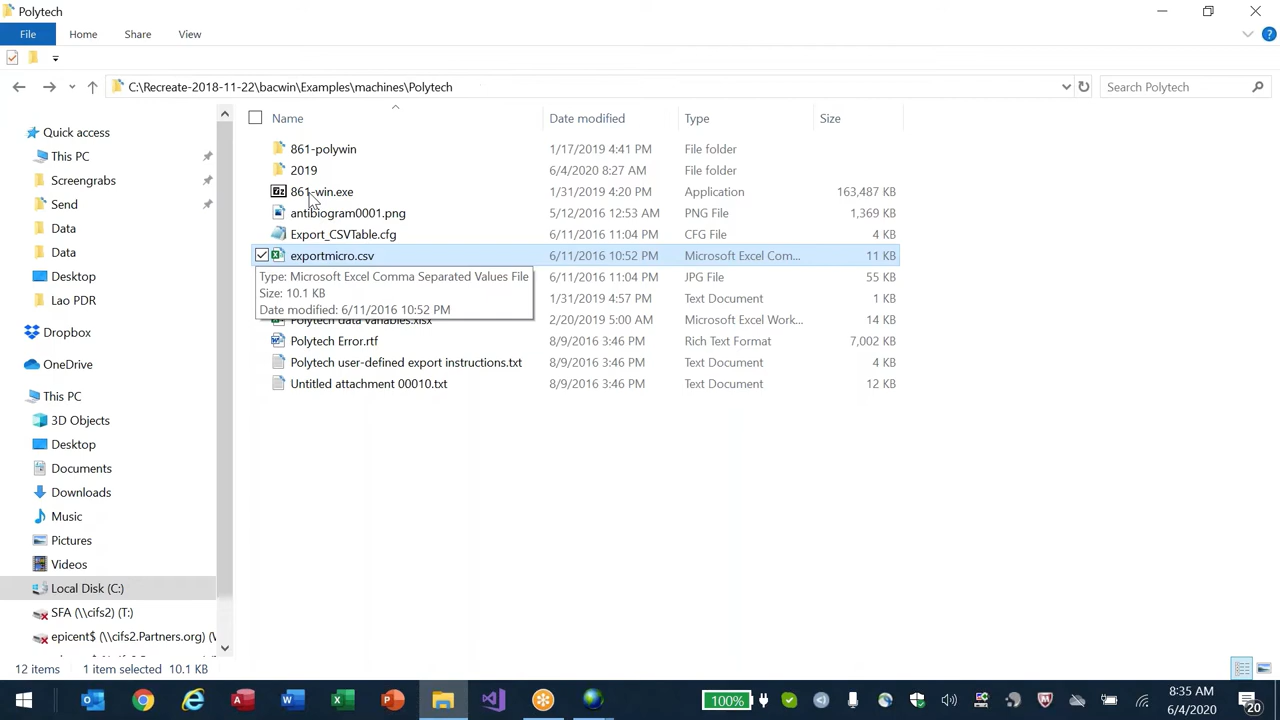 Polytech
File Home Share View
C:\Recreate-2018-11-22\bacwin\Examples\machines\Polytech
Search Polytech
Name Date modified Type Size
Quick access
This PC
Screengrabs
Send
Data
Data
Desktop
Lao PDR
Dropbox
OneDrive
This PC
3D Objects
Desktop
Documents
Downloads
Music
Pictures
Videos
Local Disk (C:)
SFA (\\cifs2) (T:)
epicent$ (\\cifs2.Partners.org) (W
861-polywin 1/17/2019 4:41 PM File folder
2019 6/4/2020 8:27 AM File folder
861-win.exe 1/31/2019 4:20 PM Application 163,487 KB
antibiogram0001.png 5/12/2016 12:53 AM PNG File 1,369 KB
Export_CSVTable.cfg 6/11/2016 11:04 PM CFG File 4 KB
exportmicro.csv 6/11/2016 10:52 PM Microsoft Excel Com... 11 KB
6/11/2016 11:04 PM JPG File 55 KB
1/31/2019 4:57 PM Text Document 1 KB
Polytech data variables.xlsx 2/20/2019 5:00 AM Microsoft Excel Work... 14 KB
Polytech Error.rtf 8/9/2016 3:46 PM Rich Text Format 7,002 KB
Polytech user-defined export instructions.txt 8/9/2016 3:46 PM Text Document 4 KB
Untitled attachment 00010.txt 8/9/2016 3:46 PM Text Document 12 KB
Type: Microsoft Excel Comma Separated Values File
Size: 10.1 KB
Date modified: 6/11/2016 10:52 PM
12 items 1 item selected 10.1 KB
100%
8:35 AM
6/4/2020
20